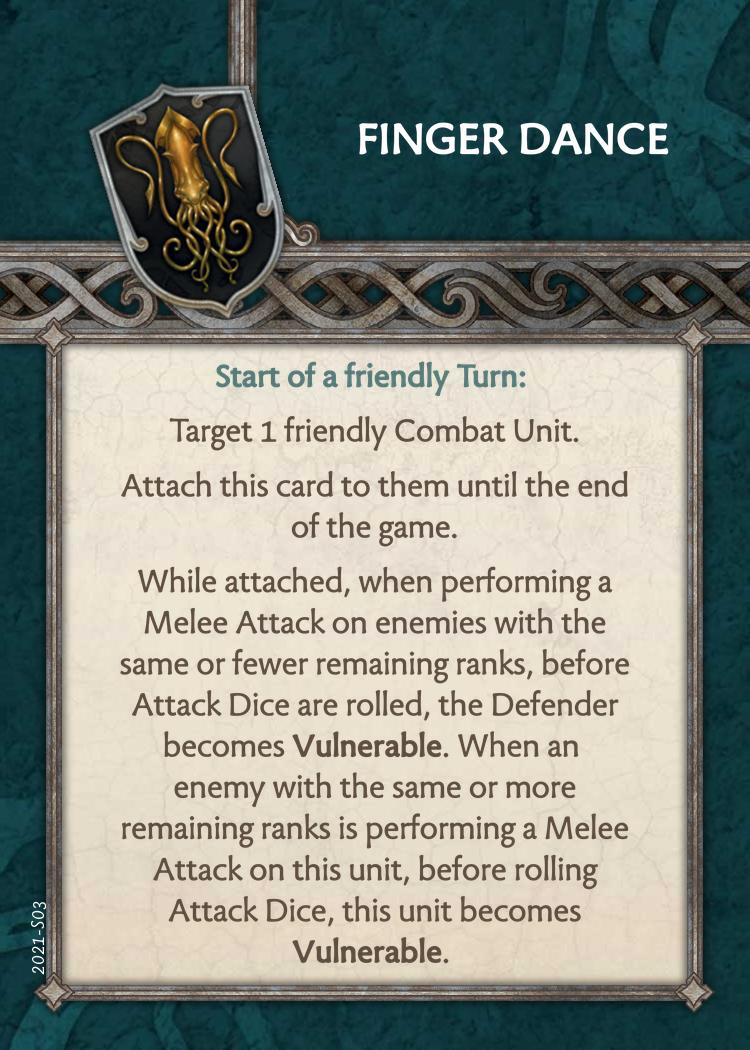 FINGER DANCE
Start of a friendly Turn:
Target 1 friendly Combat Unit.
Attach this card to them until the end
of the game.
While attached, when performing a
Melee Attack on enemies with the
same or fewer remaining ranks, before
Attack Dice are rolled, the Defender
becomes Vulnerable. When an
enemy with the same or more
remaining ranks is performing a Melee
Attack on this unit, before rolling
Attack Dice, this unit becomes
Vulnerable.
2021-S03